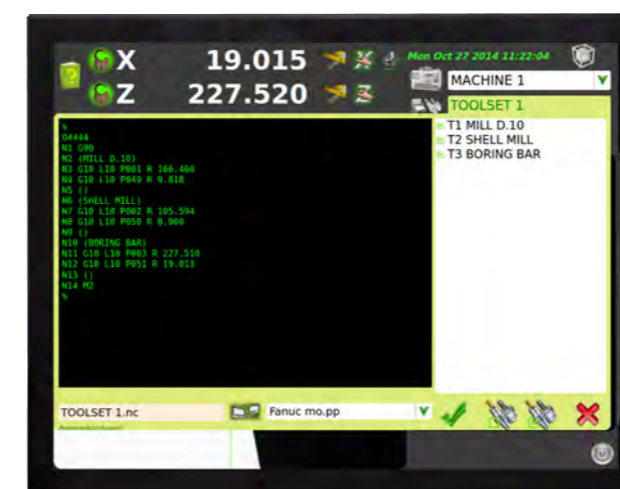 X 19.015 Mon Oct 27 2014 11:22:04
MACHINE 1
Z 227.520
TOOLSET 1
%
O4444
N1 G90
N2 (MILL D.10)
N3 G10 L10 P001 R 166.460
N4 G10 L10 P049 R 9.818
N5 ()
N6 (SHELL MILL)
N7 G10 L10 P002 R 105.594
N8 G10 L10 P050 R 0.000
N9 ()
N10 (BORING BAR)
N11 G10 L10 P003 R 227.510
N12 G10 L10 P051 R 19.013
N13 ()
N14 M2
%
T1 MILL D.10
T2 SHELL MILL
T3 BORING BAR
TOOLSET 1.nc
Fanuc mo.pp